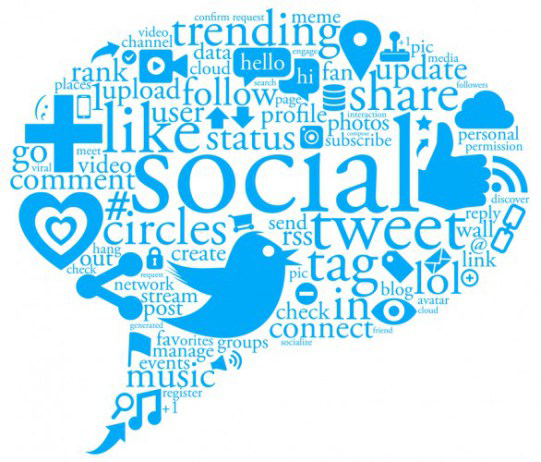 confirm request
meme
video
channel
trending
+1
pic
media
data
cloud
hello
engage
hi
fan
update
rank
places
upload
follow
search
page
share
followers
user
profile
interaction
photos
like
status
compose
subscribe
personal
permission
go
viral
meet
video
comment
social
discover
#
circles
send
rss
tweet
reply
wall
@
link
hang
out
check
create
pic
tag
lol
request
network
stream
post
blog
avatar
cloud
check
in
connect
friend
generated
favorites
groups
socialize
manage
events
music
register
+1